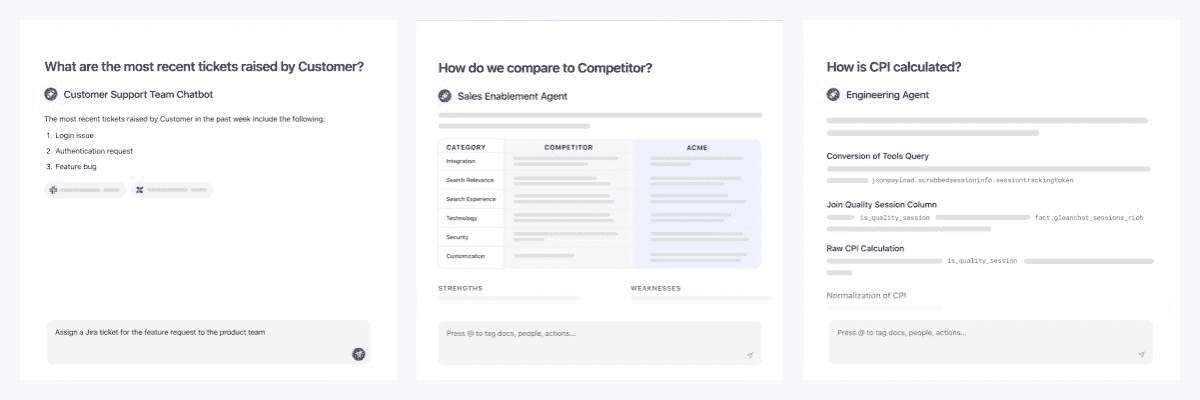 What are the most recent tickets raised by Customer?
Customer Support Team Chatbot
The most recent tickets raised by Customer in the past week include the following:
1. Login issue
2. Authentication request
3. Feature bug
Assign a Jira ticket for the feature request to the product team
How do we compare to Competitor?
Sales Enablement Agent
CATEGORY COMPETITOR ACME
Integration
Search Relevance
Search Experience
Technology
Security
Customization
STRENGTHS WEAKNESSES
Press @ to tag docs, people, actions...
How is CPI calculated?
Engineering Agent
Conversion of Tools Query
jsonpayload.scrubbedsessioninfo.sessiontrackingtoken
Join Quality Session Column
is_quality_session fact.gleanchat_sessions_rich
Raw CPI Calculation
is_quality_session
Normalization of CPI
Press @ to tag docs, people, actions...